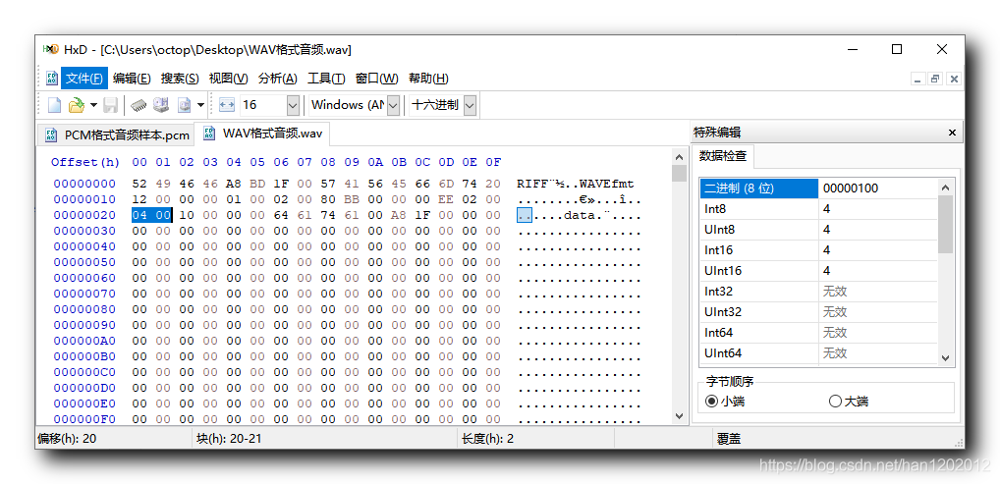 HxD - [C:\Users\octop\Desktop\WAV格式音频.wav]
文件(F) 编辑(E) 搜索(S) 视图(V) 分析(A) 工具(T) 窗口(W) 帮助(H)
16 Windows (AN 十六进制
PCM格式音频样本.pcm WAV格式音频.wav
Offset(h) 00 01 02 03 04 05 06 07 08 09 0A 0B 0C 0D 0E 0F
00000000 52 49 46 46 A8 BD 1F 00 57 41 56 45 66 6D 74 20 RIFF¨½..WAVEfmt
00000010 12 00 00 00 01 00 02 00 80 BB 00 00 00 EE 02 00 ........€»...î..
00000020 04 00 10 00 00 00 64 61 74 61 00 A8 1F 00 00 00 ......data.¨....
00000030 00 00 00 00 00 00 00 00 00 00 00 00 00 00 00 00 ................
00000040 00 00 00 00 00 00 00 00 00 00 00 00 00 00 00 00 ................
00000050 00 00 00 00 00 00 00 00 00 00 00 00 00 00 00 00 ................
00000060 00 00 00 00 00 00 00 00 00 00 00 00 00 00 00 00 ................
00000070 00 00 00 00 00 00 00 00 00 00 00 00 00 00 00 00 ................
00000080 00 00 00 00 00 00 00 00 00 00 00 00 00 00 00 00 ................
00000090 00 00 00 00 00 00 00 00 00 00 00 00 00 00 00 00 ................
000000A0 00 00 00 00 00 00 00 00 00 00 00 00 00 00 00 00 ................
000000B0 00 00 00 00 00 00 00 00 00 00 00 00 00 00 00 00 ................
000000C0 00 00 00 00 00 00 00 00 00 00 00 00 00 00 00 00 ................
000000D0 00 00 00 00 00 00 00 00 00 00 00 00 00 00 00 00 ................
000000E0 00 00 00 00 00 00 00 00 00 00 00 00 00 00 00 00 ................
000000F0 00 00 00 00 00 00 00 00 00 00 00 00 00 00 00 00 ................
特殊编辑
数据检查
二进制 (8 位) 00000100
Int8 4
UInt8 4
Int16 4
UInt16 4
Int32 无效
UInt32 无效
Int64 无效
UInt64 无效
字节顺序
小端 大端
偏移(h): 20 块(h): 20-21 长度(h): 2 覆盖
https://blog.csdn.net/han1202012